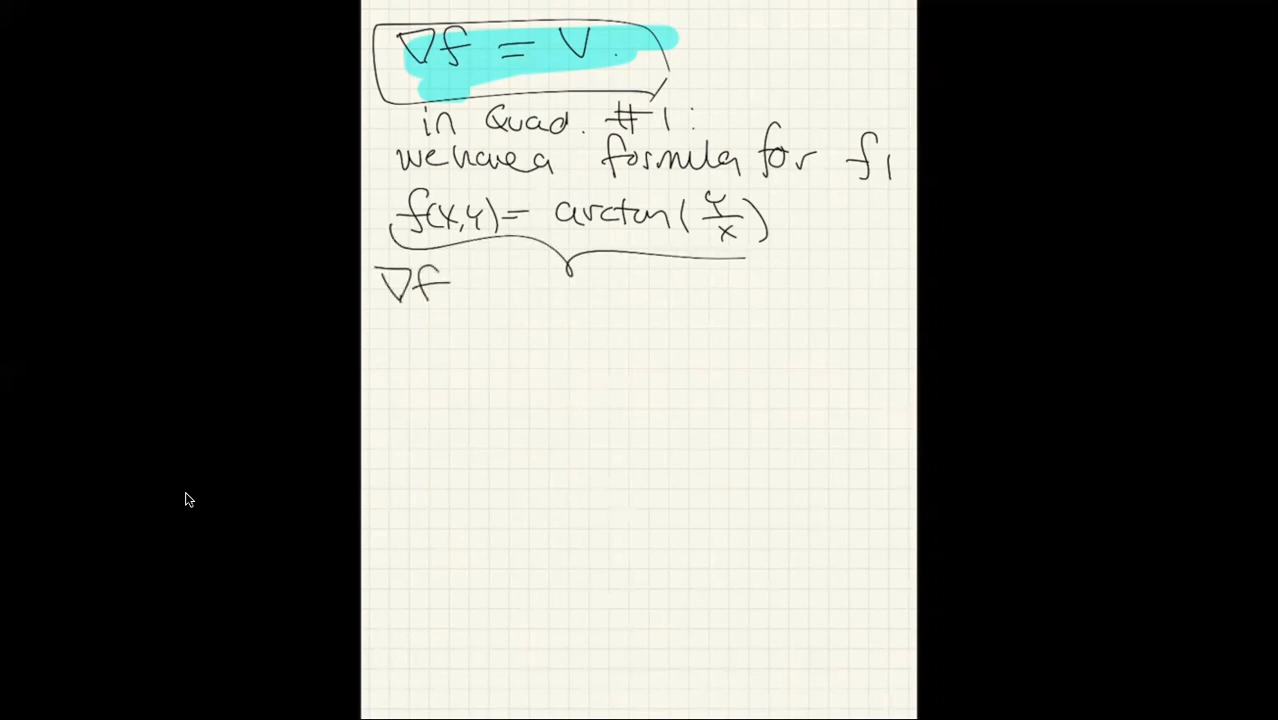 ∇f = V.
in Quad. #1:
we have a formula for f,
f(x,y) = arctan(y/x)
∇f